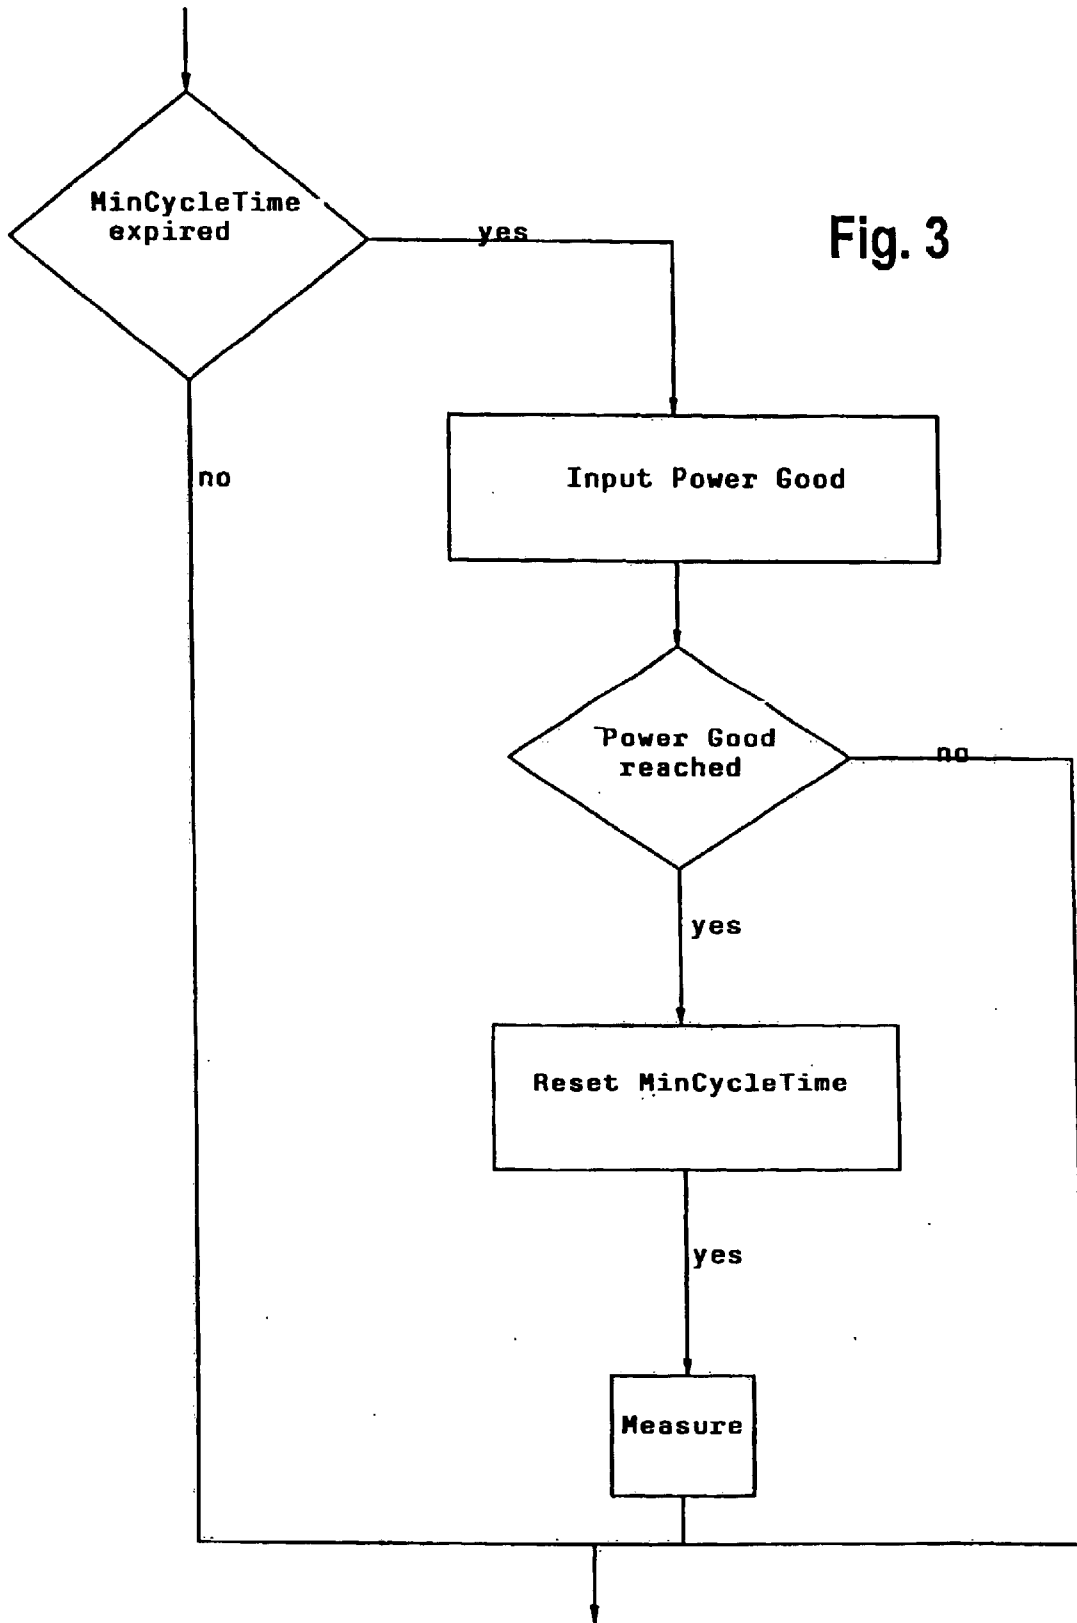 MinCycleTime
expired
yes
Fig. 3
no
Input Power Good
Power Good
reached
no
yes
Reset MinCycleTime
yes
Measure